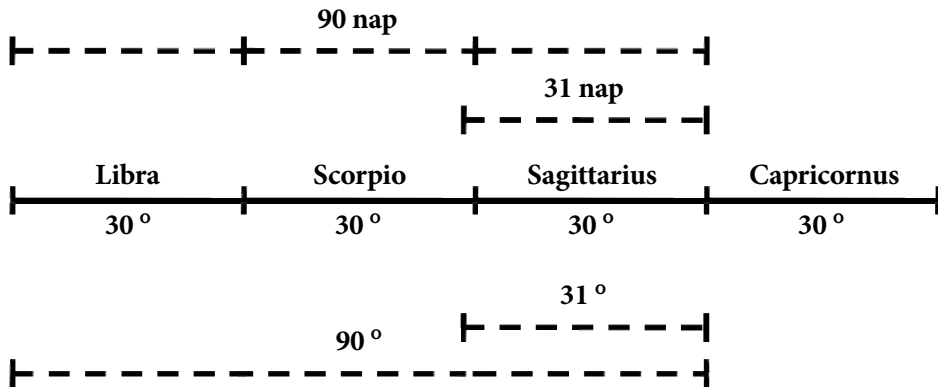 90 nap
31 nap
Libra Scorpio Sagittarius Capricornus
30 º 30 º 30 º 30 º
31 º
90 º